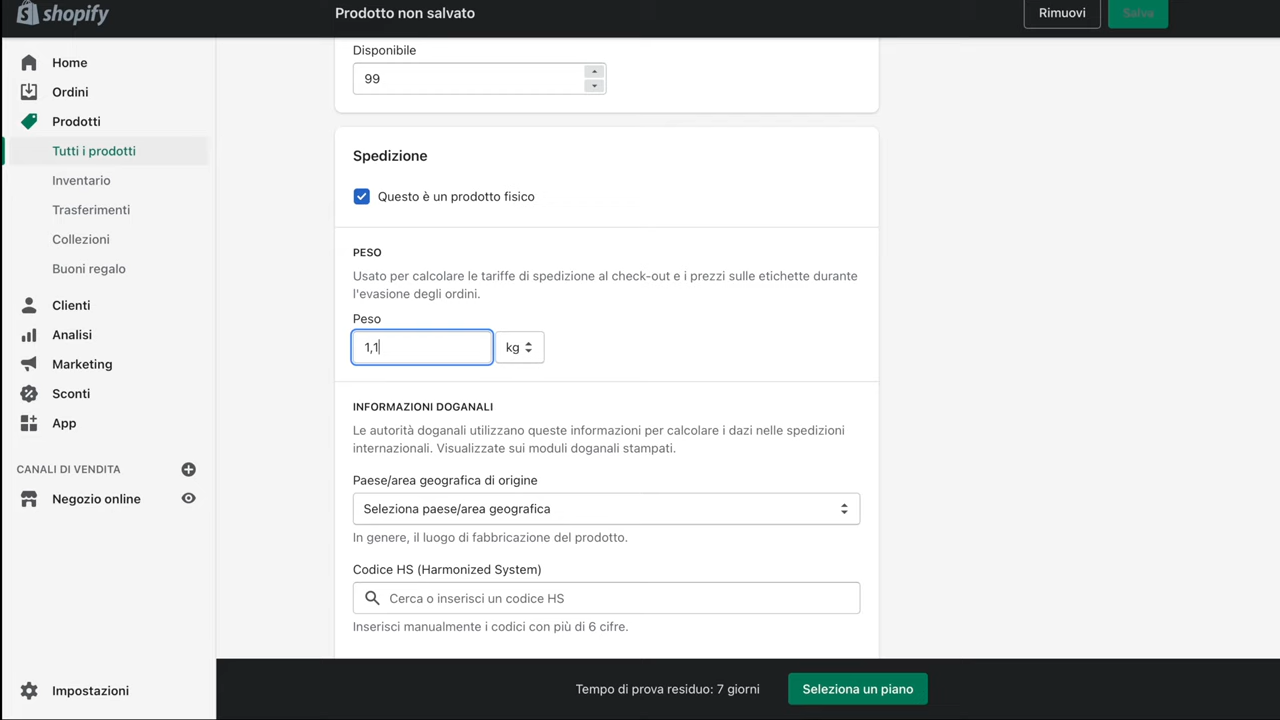 shopify
Prodotto non salvato
Rimuovi
Salva
Home
Ordini
Prodotti
Tutti i prodotti
Inventario
Trasferimenti
Collezioni
Buoni regalo
Clienti
Analisi
Marketing
Sconti
App
CANALI DI VENDITA
Negozio online
Impostazioni
Disponibile
99
Spedizione
Questo è un prodotto fisico
PESO
Usato per calcolare le tariffe di spedizione al check-out e i prezzi sulle etichette durante
l'evasione degli ordini.
Peso
1,1
kg
INFORMAZIONI DOGANALI
Le autorità doganali utilizzano queste informazioni per calcolare i dazi nelle spedizioni
internazionali. Visualizzate sui moduli doganali stampati.
Paese/area geografica di origine
Seleziona paese/area geografica
In genere, il luogo di fabbricazione del prodotto.
Codice HS (Harmonized System)
Cerca o inserisci un codice HS
Inserisci manualmente i codici con più di 6 cifre.
Tempo di prova residuo: 7 giorni
Seleziona un piano